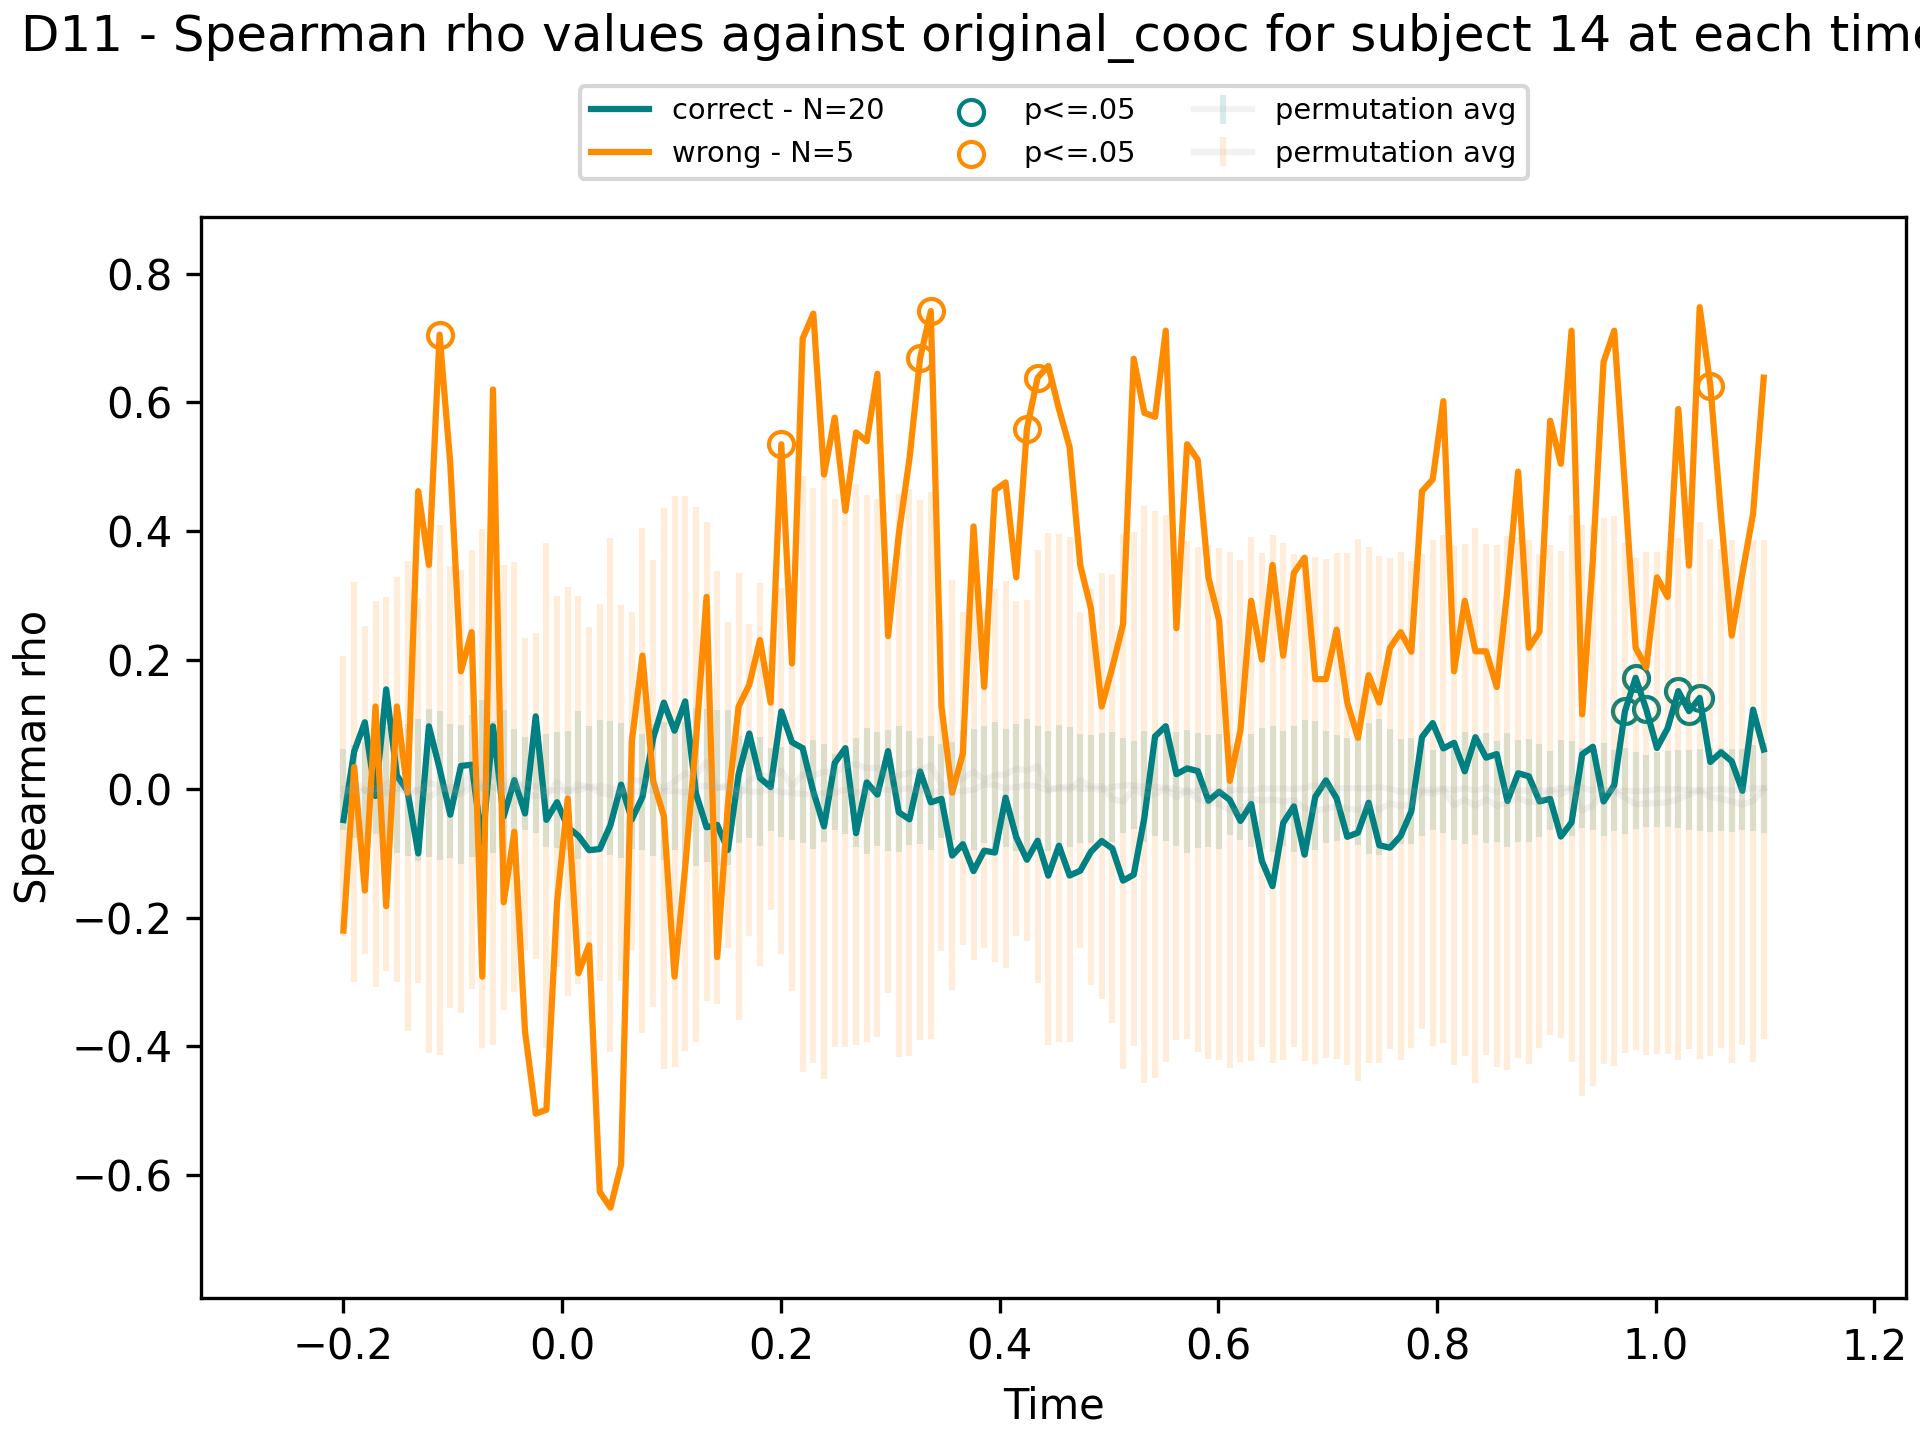 D11 - Spearman rho values against original_cooc for subject 14 at each time
correct - N=20
wrong - N=5
p<=.05
p<=.05
permutation avg
permutation avg
0.8
0.6
0.4
0.2
0.0
−0.2
−0.4
−0.6
Spearman rho
−0.2 0.0 0.2 0.4 0.6 0.8 1.0 1.2
Time